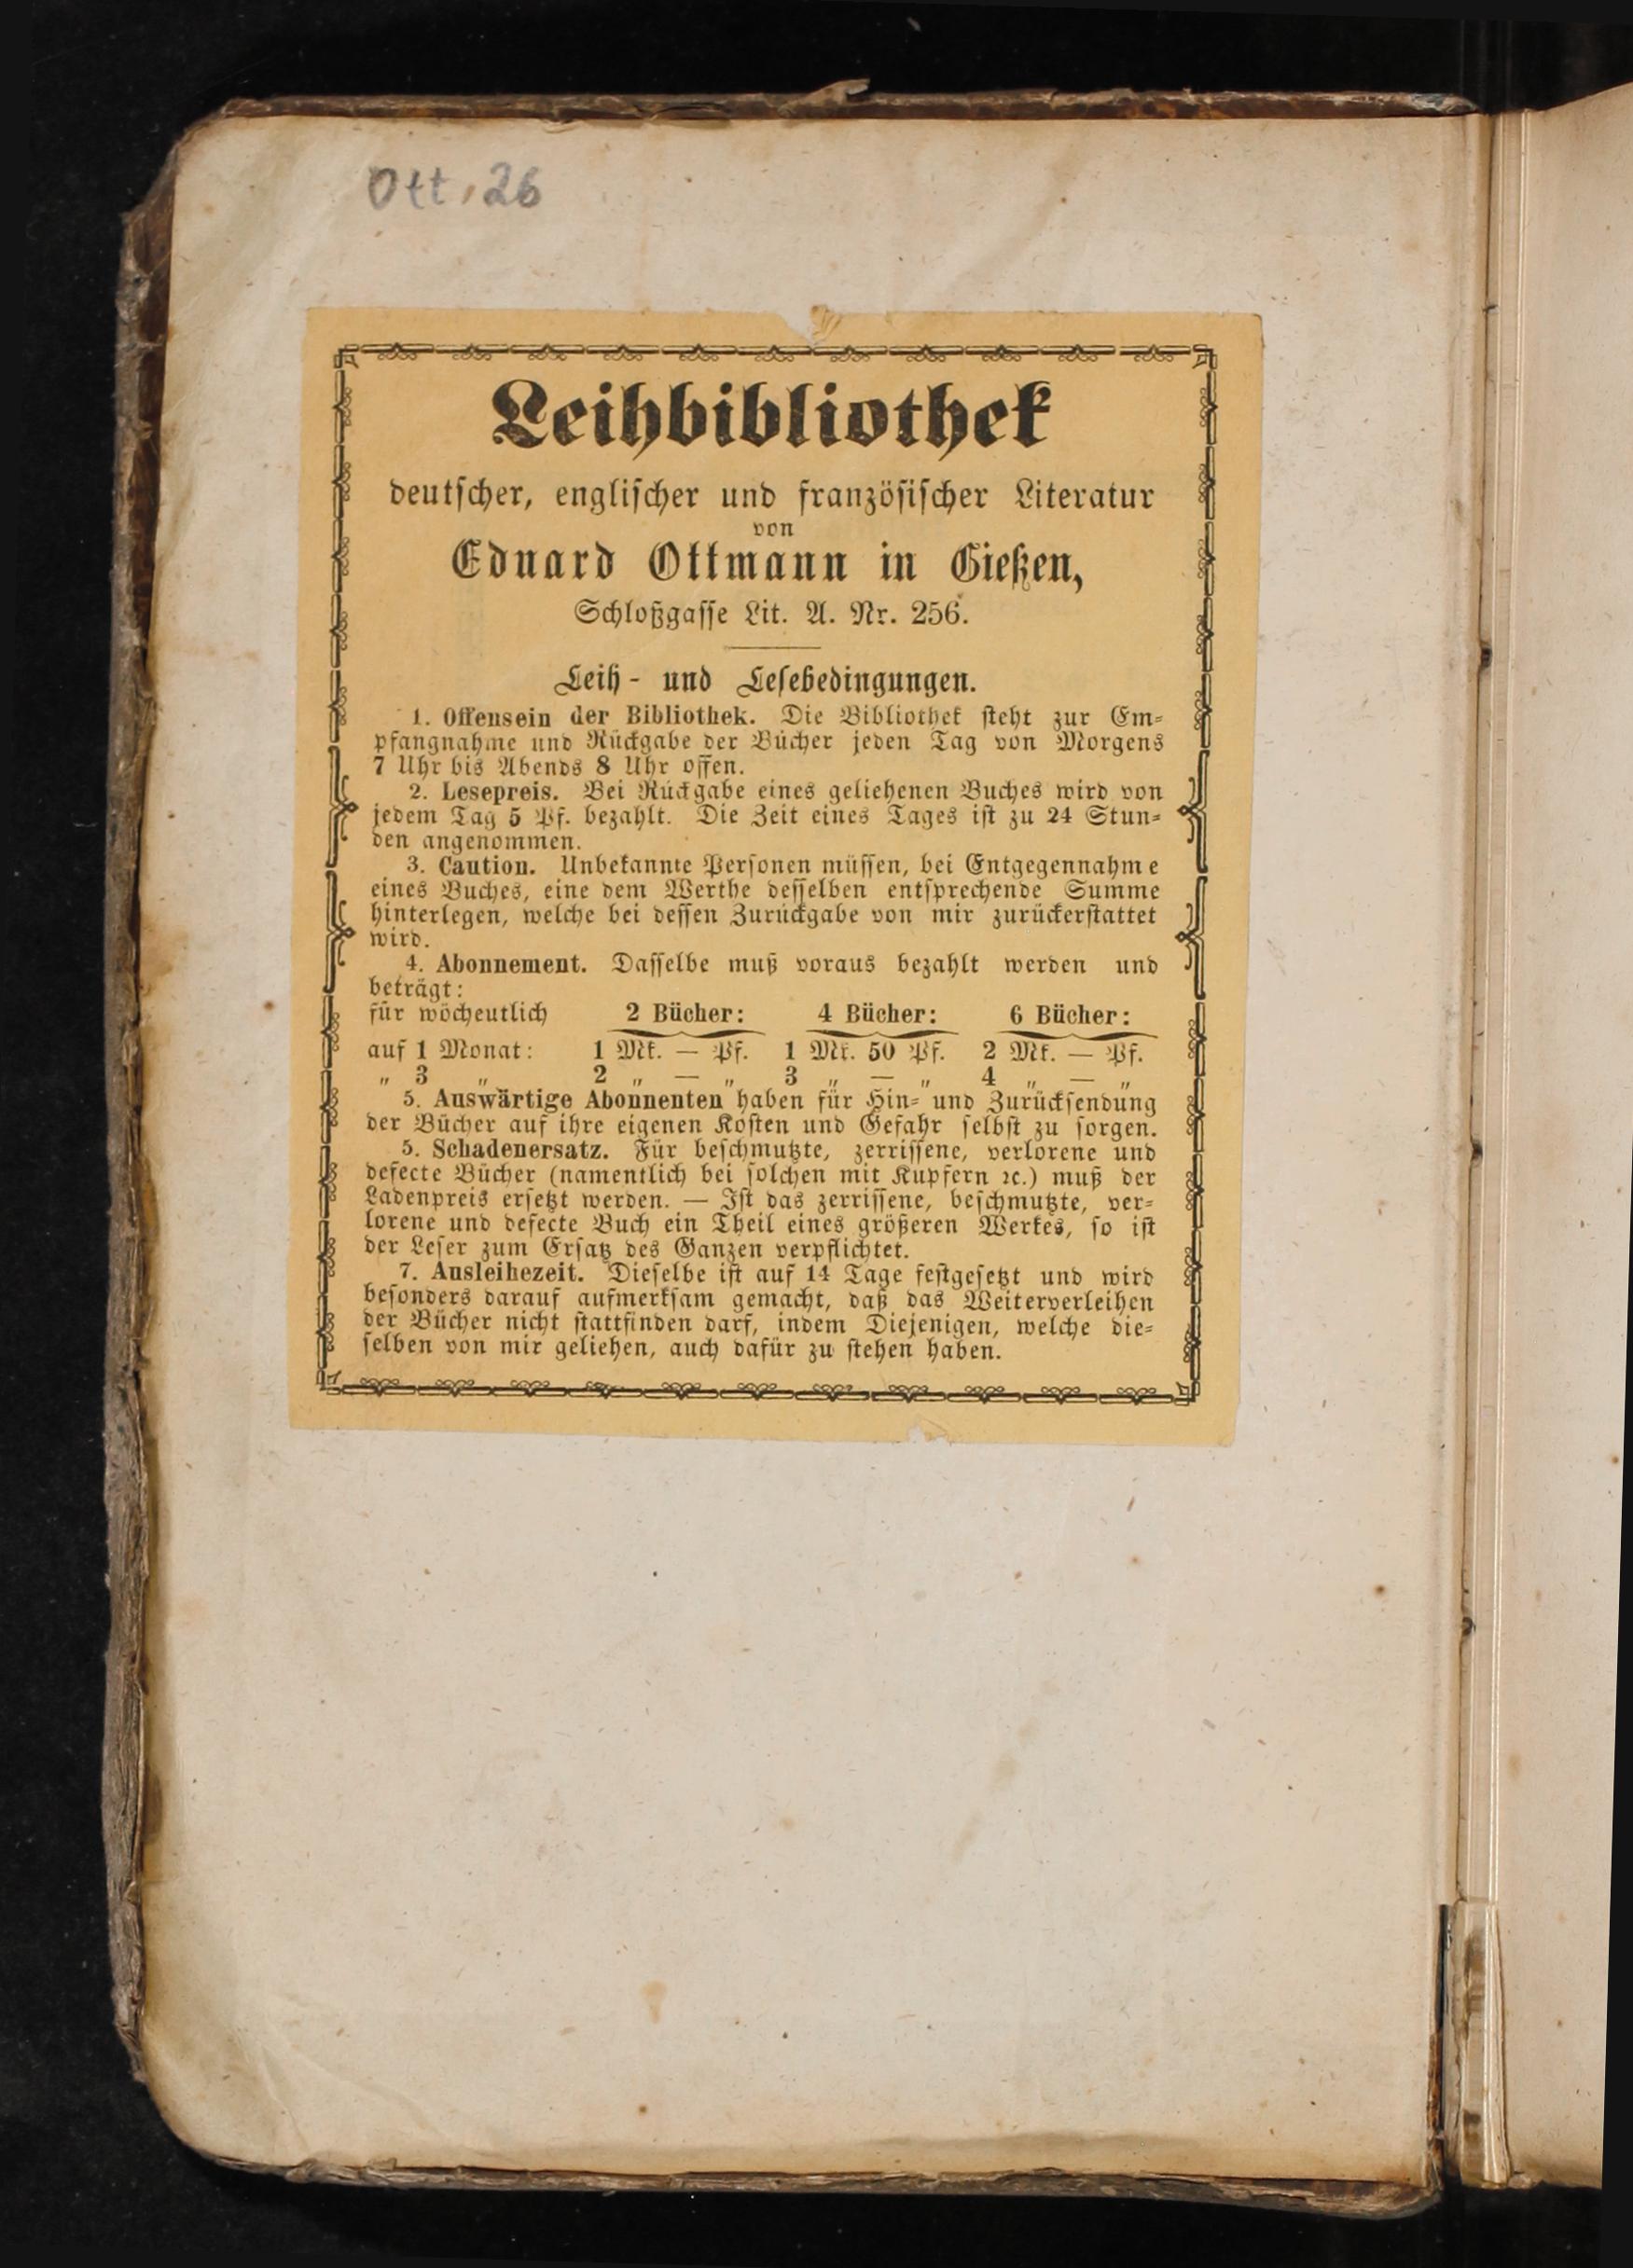 Ott. 26
Leihbibliothek
deutscher, englischer und französischer Literatur
von
Eduard Ottmann in Gießen,
Schloßgasse Lit. A. Nr. 256.
Leih- und Lesebedingungen.
1. Offensein der Bibliothek. Die Bibliothek steht zur Em-
pfangnahme und Rückgabe der Bücher jeden Tag von Morgens
7 Uhr bis Abends 8 Uhr offen.
2. Lesepreis. Bei Rückgabe eines geliehenen Buches wird von
jedem Tag 5 Pf. bezahlt. Die Zeit eines Tages ist zu 24 Stun-
den angenommen.
3. Caution. Unbekannte Personen müssen, bei Entgegennahme
eines Buches, eine dem Werthe desselben entsprechende Summe
hinterlegen, welche bei dessen Zurückgabe von mir zurückerstattet
wird.
4. Abonnement. Dasselbe muß voraus bezahlt werden und
beträgt:
für wöcheutlich 2 Bücher: 4 Bücher: 6 Bücher:
auf 1 Monat: 1 Mk. — Pf. 1 Mk. 50 Pf. 2 Mk. — Pf.
„ 3 „ 2 „ — „ 3 „ — „ 4 „ — „
5. Auswärtige Abonnenten haben für Hin- und Zurücksendung
der Bücher auf ihre eigenen Kosten und Gefahr selbst zu sorgen.
5. Schadenersatz. Für beschmutzte, zerrissene, verlorene und
defecte Bücher (namentlich bei solchen mit Kupfern ꝛc.) muß der
Ladenpreis ersetzt werden. — Ist das zerrissene, beschmutzte, ver-
lorene und defecte Buch ein Theil eines größeren Werkes, so ist
der Leser zum Ersatz des Ganzen verpflichtet.
7. Ausleihezeit. Dieselbe ist auf 14 Tage festgesetzt und wird
besonders darauf aufmerksam gemacht, daß das Weiterverleihen
der Bücher nicht stattfinden darf, indem Diejenigen, welche die-
selben von mir geliehen, auch dafür zu stehen haben.